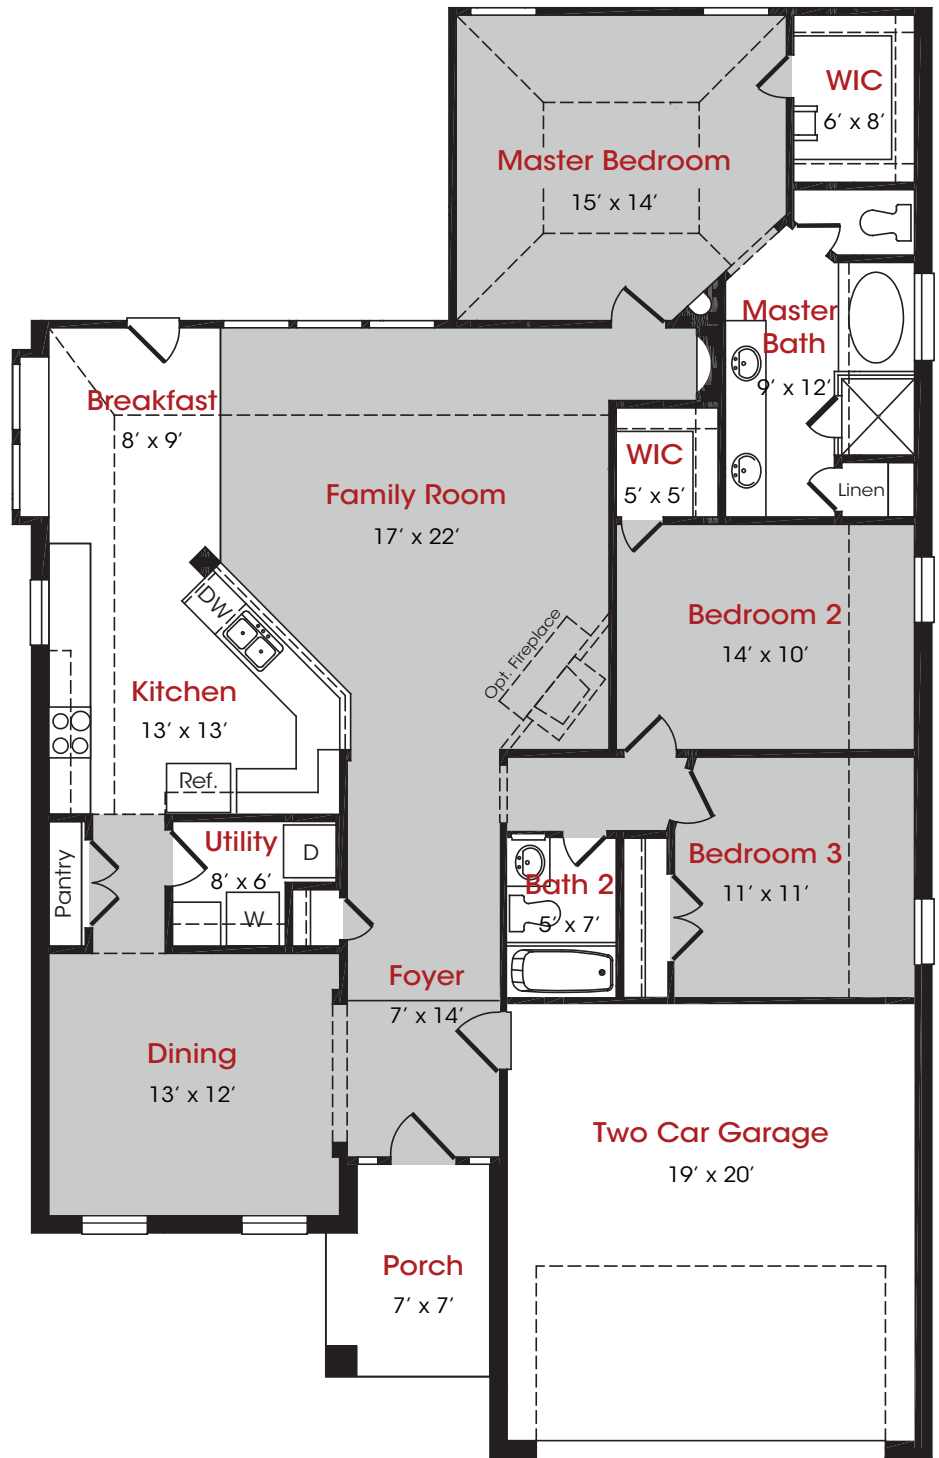 WIC
6’ x 8’
Master Bedroom
15’ x 14’
Master
Bath
9’ x 12’
Breakfast
8’ x 9’
WIC
5’ x 5’
Linen
Family Room
17’ x 22’
DW
Opt. Fireplace
Bedroom 2
14’ x 10’
Kitchen
13’ x 13’
Ref.
Utility
8’ x 6’
D
W
Pantry
Bedroom 3
11’ x 11’
Bath 2
5’ x 7’
Foyer
7’ x 14’
Dining
13’ x 12’
Two Car Garage
19’ x 20’
Porch
7’ x 7’